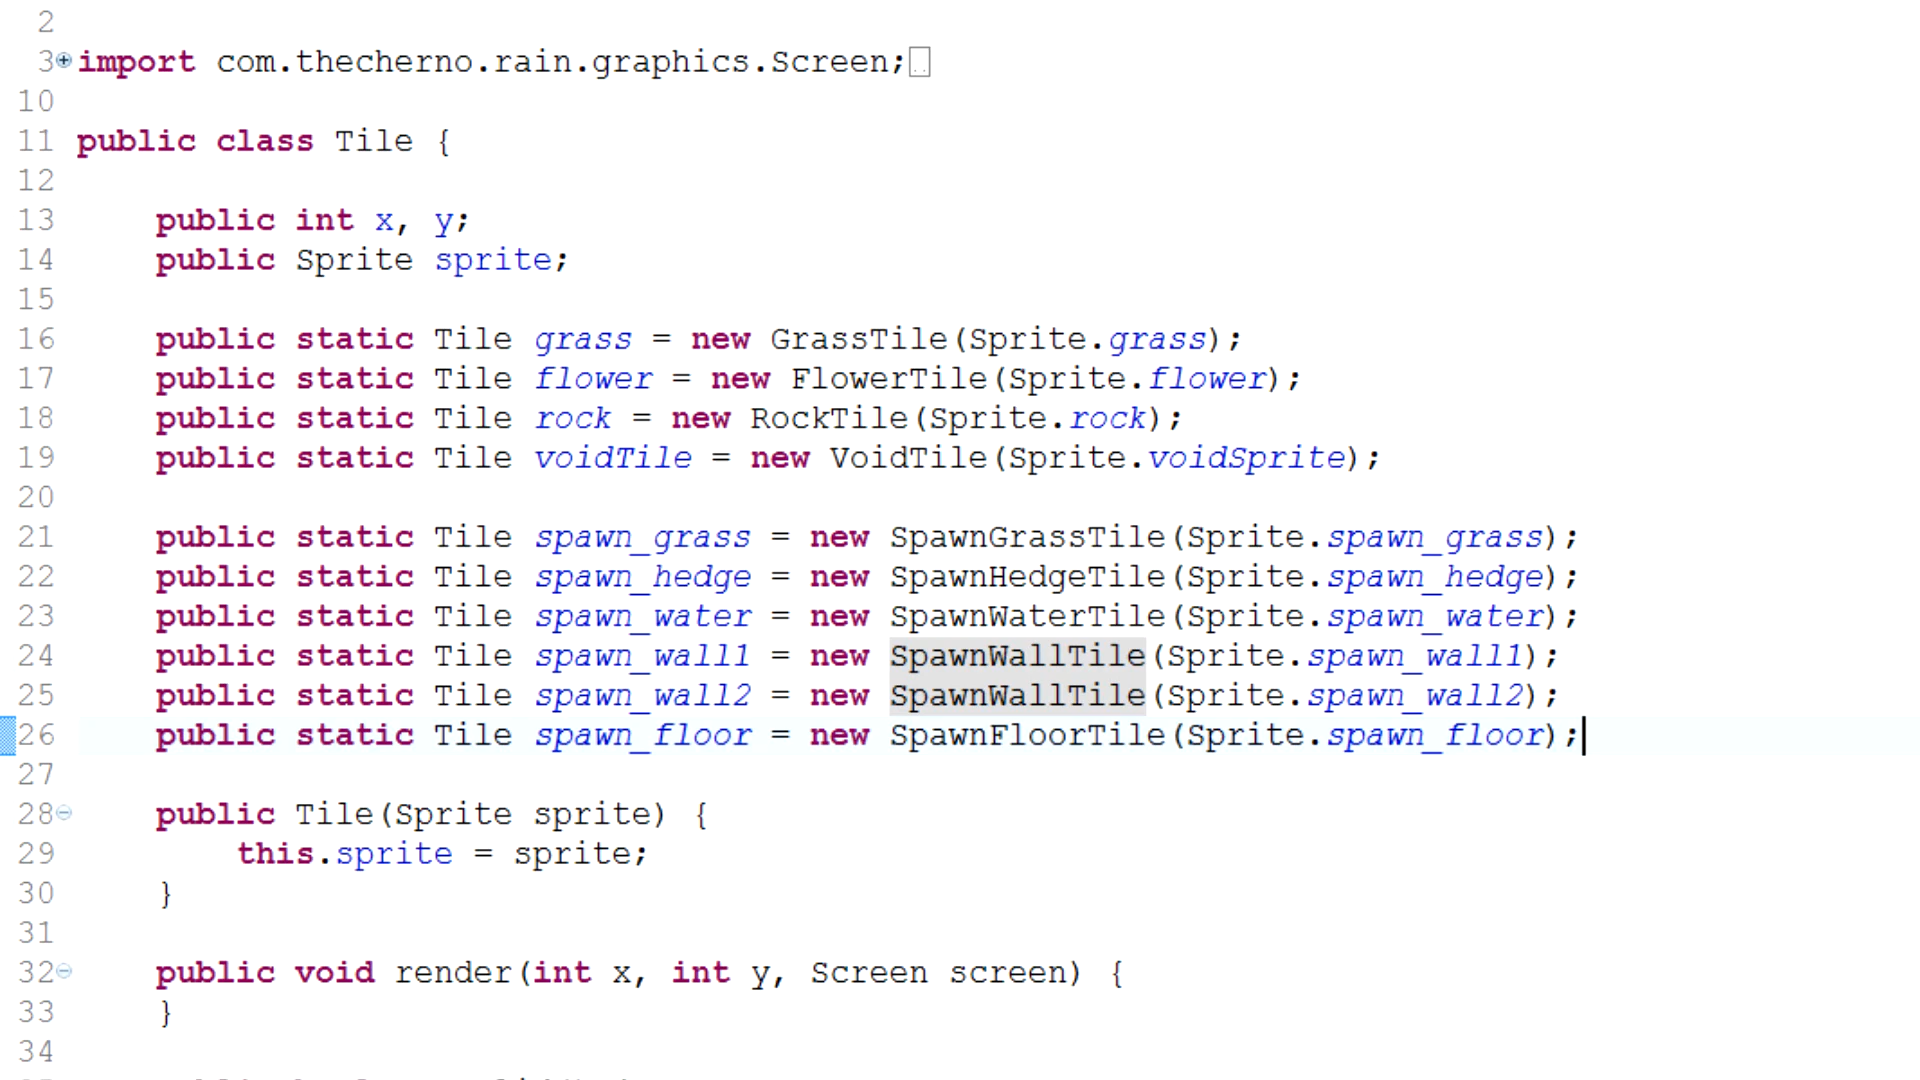 2
3 import com.thecherno.rain.graphics.Screen;
10
11 public class Tile {
12
13 public int x, y;
14 public Sprite sprite;
15
16 public static Tile grass = new GrassTile(Sprite.grass);
17 public static Tile flower = new FlowerTile(Sprite.flower);
18 public static Tile rock = new RockTile(Sprite.rock);
19 public static Tile voidTile = new VoidTile(Sprite.voidSprite);
20
21 public static Tile spawn_grass = new SpawnGrassTile(Sprite.spawn_grass);
22 public static Tile spawn_hedge = new SpawnHedgeTile(Sprite.spawn_hedge);
23 public static Tile spawn_water = new SpawnWaterTile(Sprite.spawn_water);
24 public static Tile spawn_wall1 = new SpawnWallTile(Sprite.spawn_wall1);
25 public static Tile spawn_wall2 = new SpawnWallTile(Sprite.spawn_wall2);
26 public static Tile spawn_floor = new SpawnFloorTile(Sprite.spawn_floor);
27
28 public Tile(Sprite sprite) {
29 this.sprite = sprite;
30 }
31
32 public void render(int x, int y, Screen screen) {
33 }
34